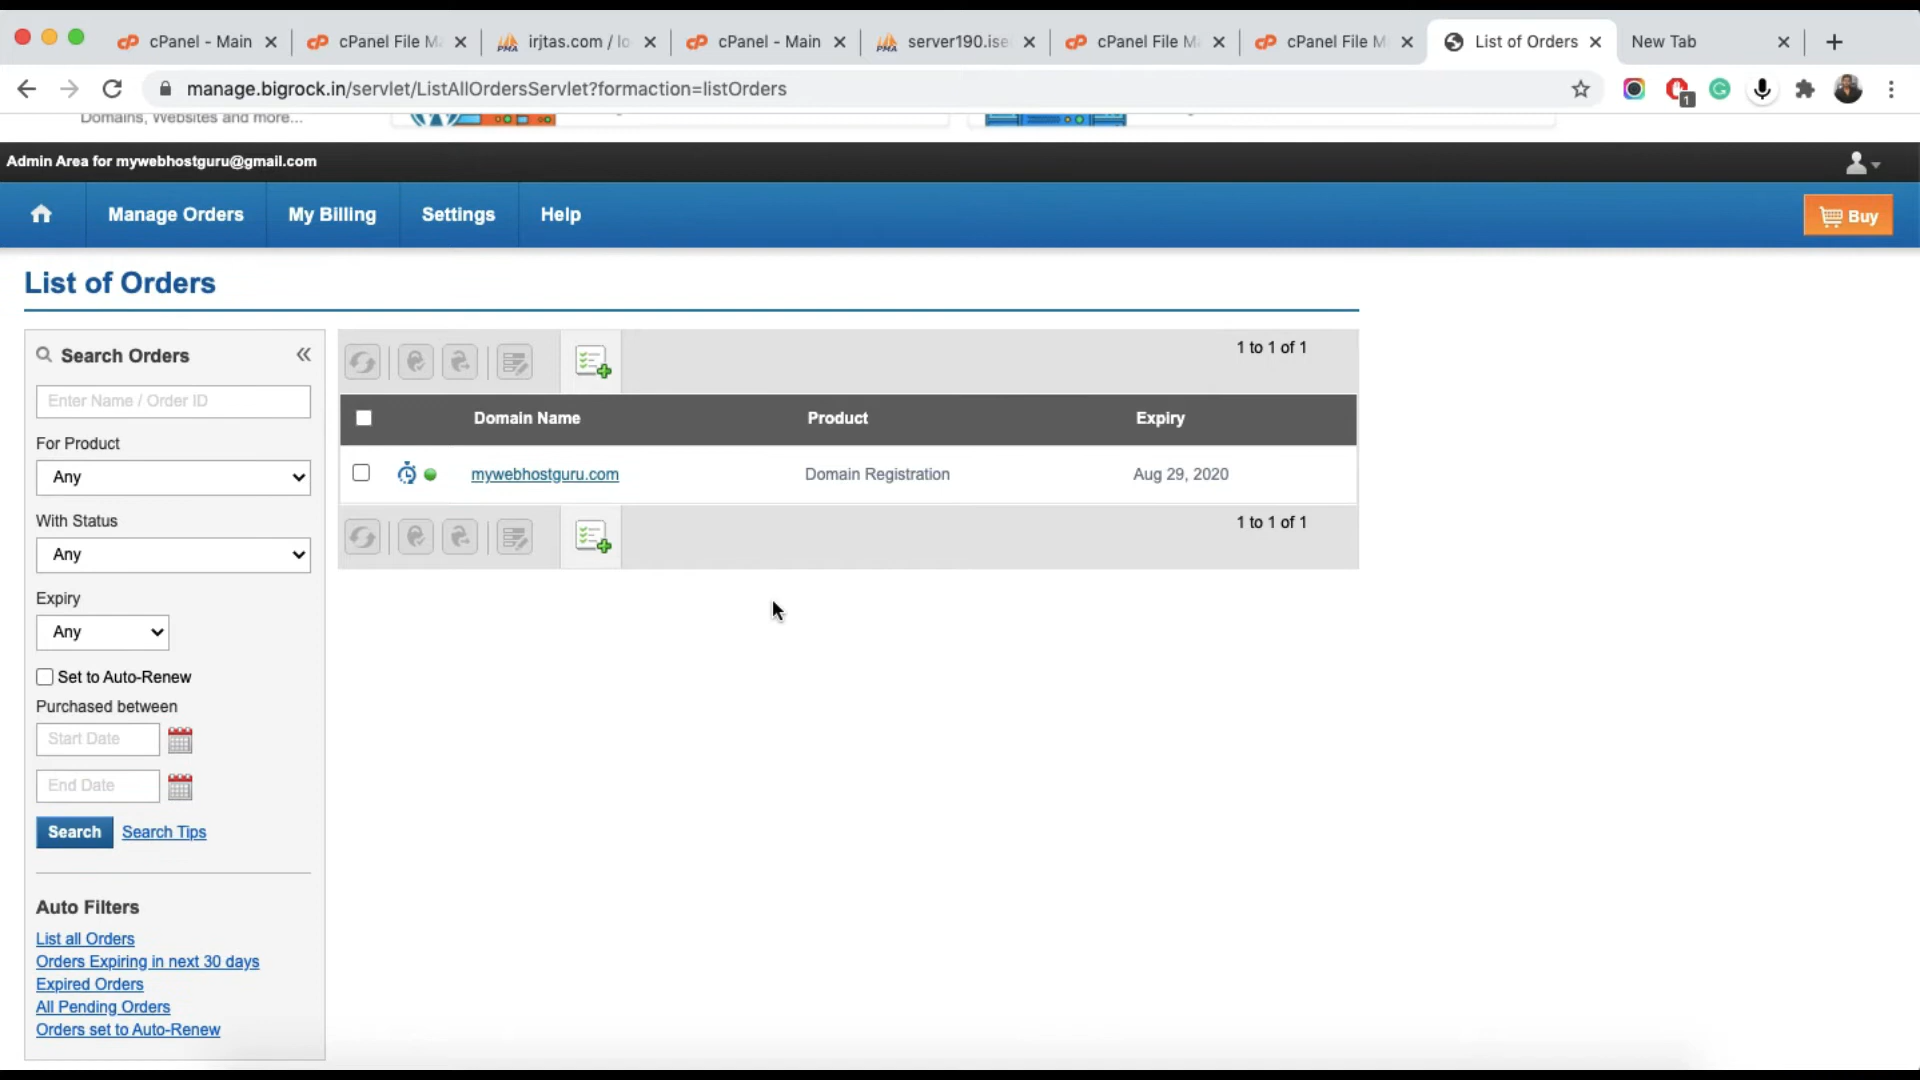 cPanel - Main
cPanel File Ma
irjtas.com / lo
cPanel - Main
server190.ise
cPanel File Ma
cPanel File M
List of Orders
New Tab
manage.bigrock.in/servlet/ListAllOrdersServlet?formaction=listOrders
1
Domains, Websites and more...
Admin Area for mywebhostguru@gmail.com
Manage Orders
My Billing
Settings
Help
Buy
List of Orders
Search Orders
Enter Name / Order ID
For Product
Any
With Status
Any
Expiry
Any
Set to Auto-Renew
Purchased between
Start Date
End Date
Search
Search Tips
Auto Filters
List all Orders
Orders Expiring in next 30 days
Expired Orders
All Pending Orders
Orders set to Auto-Renew
1 to 1 of 1
Domain Name
Product
Expiry
mywebhostguru.com
Domain Registration
Aug 29, 2020
1 to 1 of 1